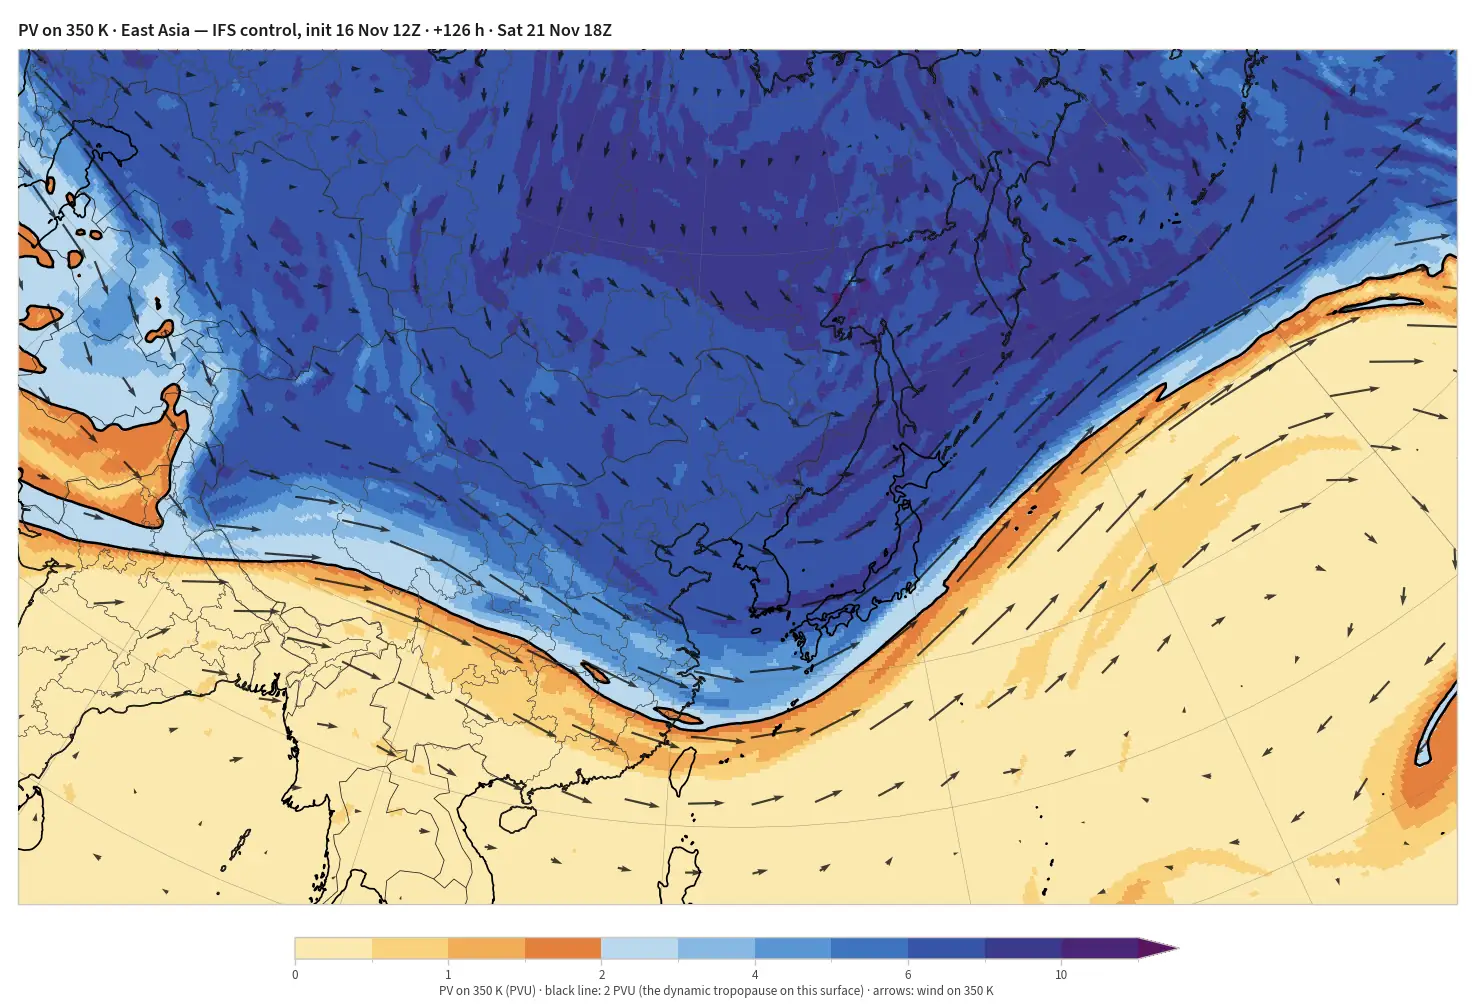 PV on 350 K · East Asia — IFS control, init 16 Nov 12Z · +126 h · Sat 21 Nov 18Z
0 1 2 4 6 10
PV on 350 K (PVU) · black line: 2 PVU (the dynamic tropopause on this surface) · arrows: wind on 350 K